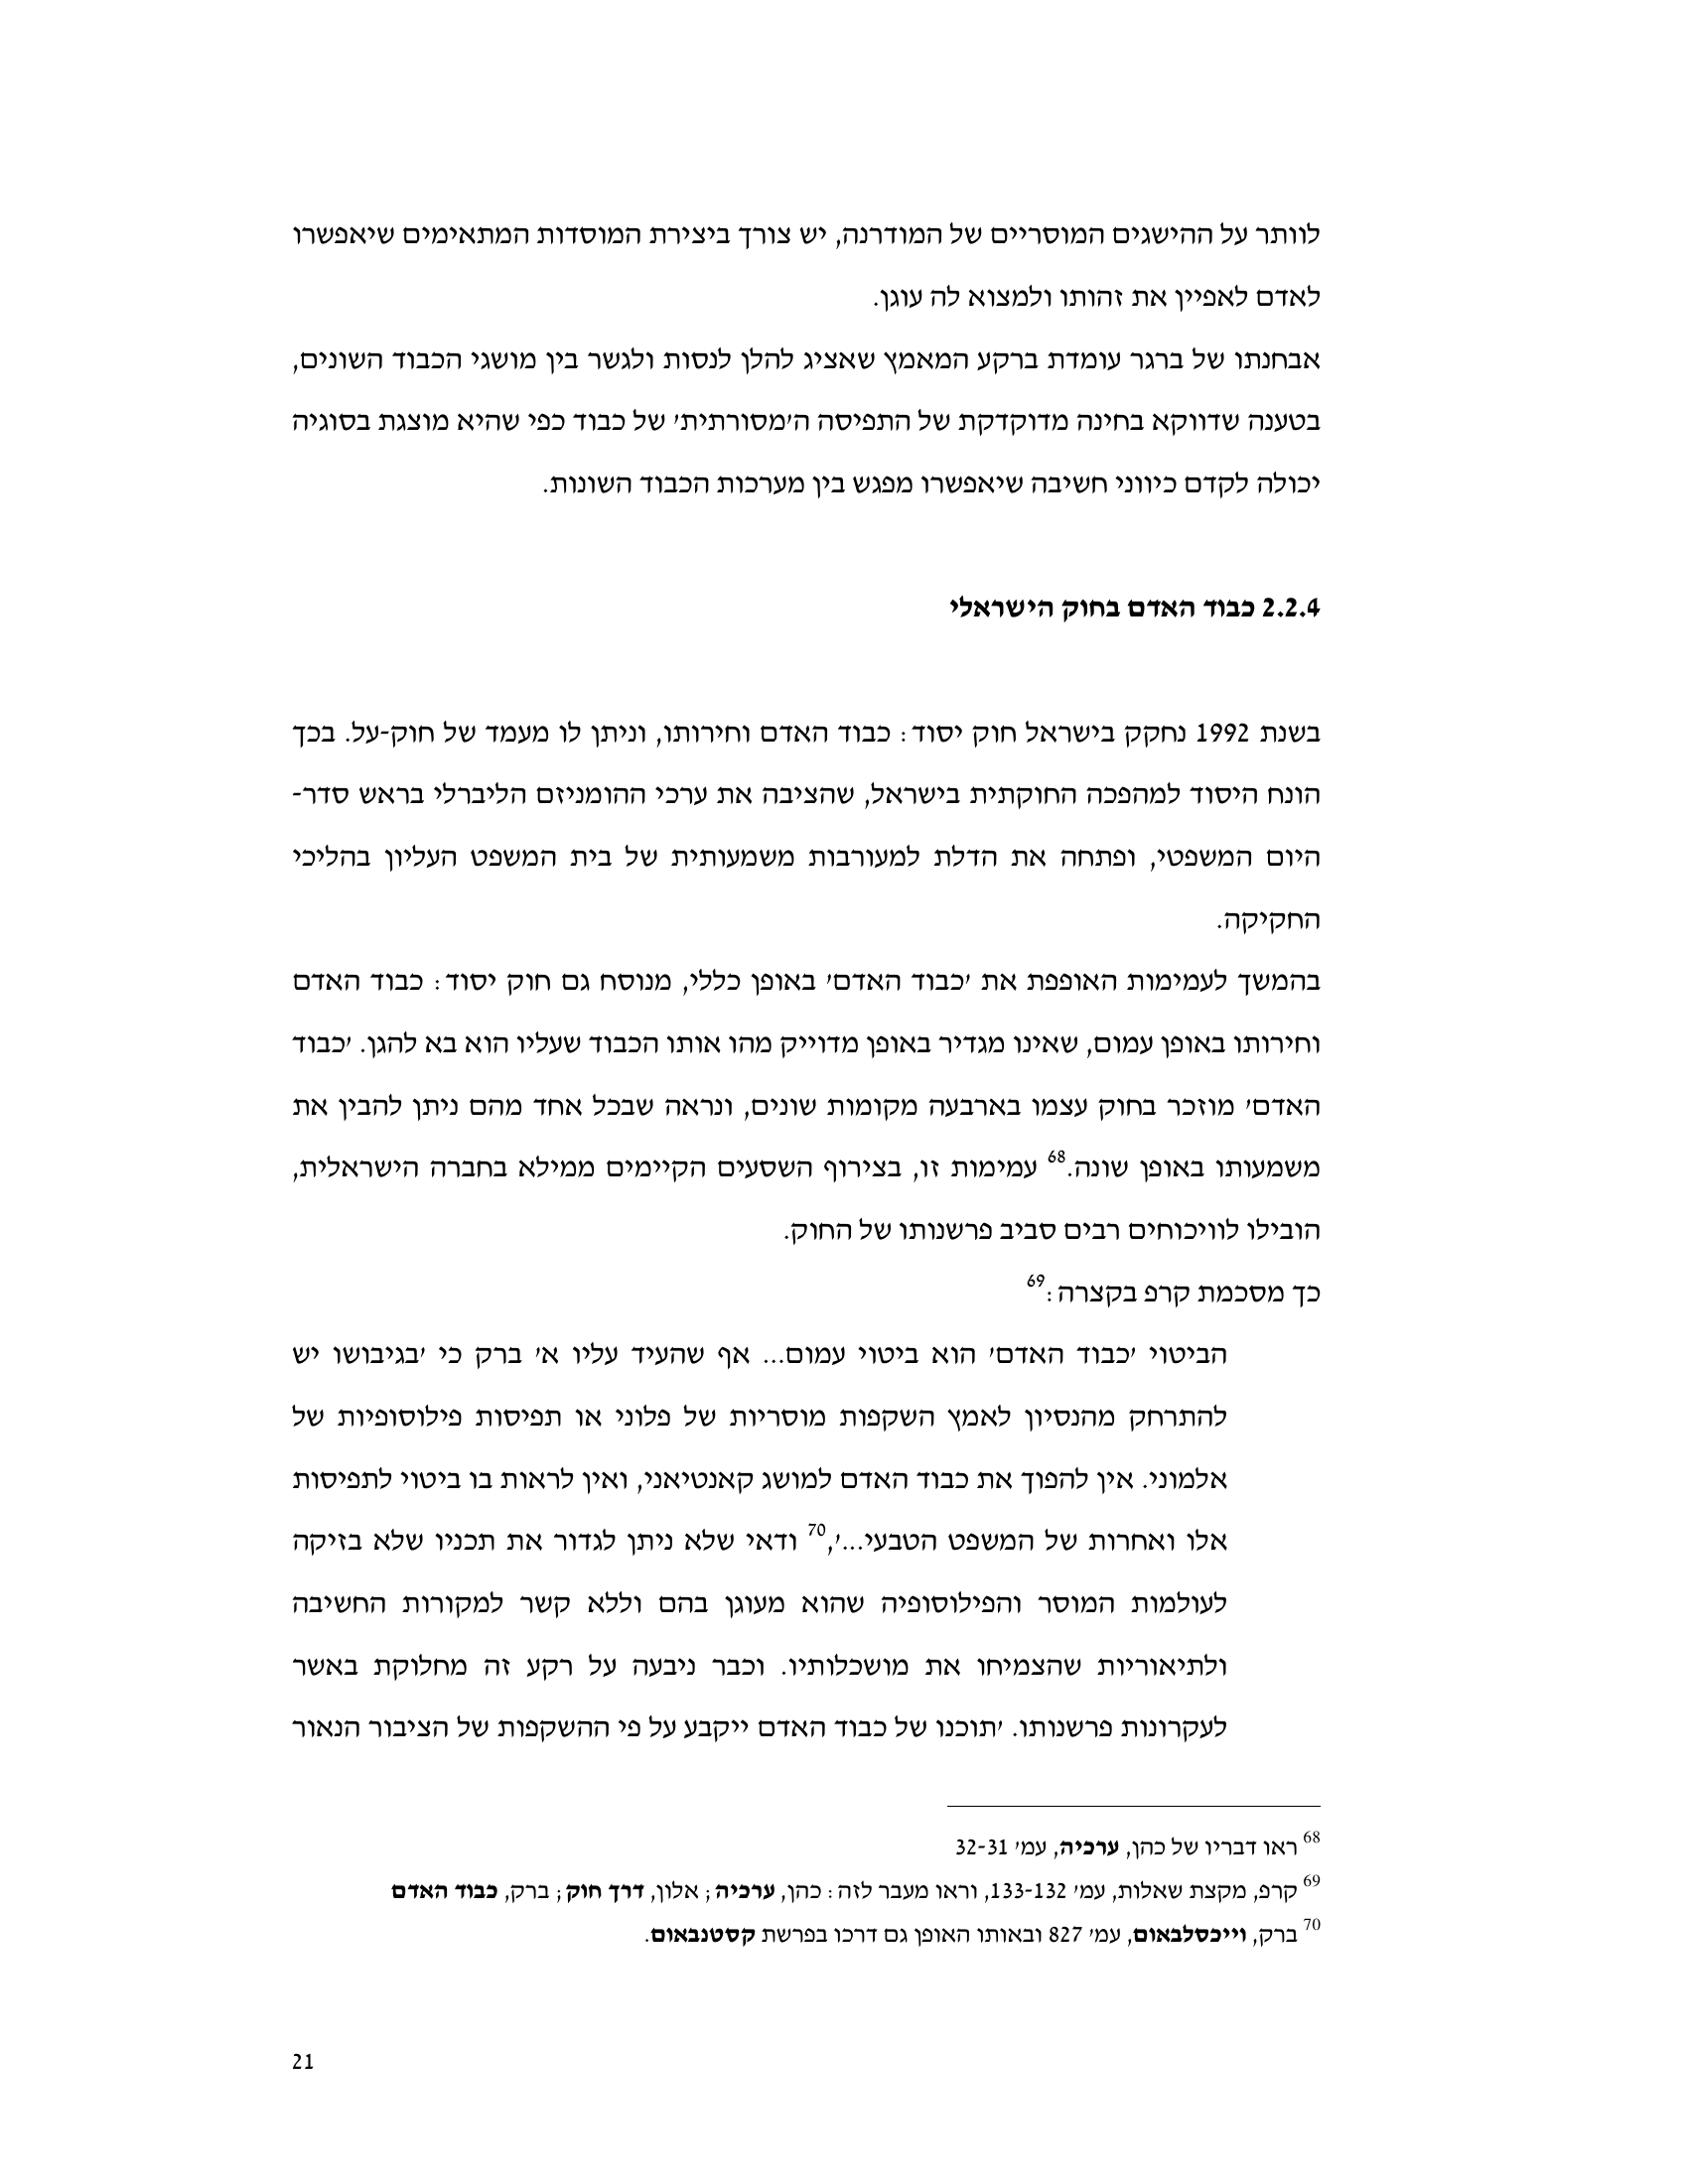 לוותר על ההישגים המוסריים של המודרנה, יש צורך ביצירת המוסדות המתאימים שיאפשרו
לאדם לאפיין את זהותו ולמצוא לה עוגן.
אבחנתו של ברגר עומדת ברקע המאמץ שאציג להלן לנסות ולגשר בין מושגי הכבוד השונים,
בטענה שדווקא בחינה מדוקדקת של התפיסה ה'מסורתית' של כבוד כפי שהיא מוצגת בסוגיה
יכולה לקדם כיווני חשיבה שיאפשרו מפגש בין מערכות הכבוד השונות.
2.2.4 כבוד האדם בחוק הישראלי
בשנת 1992 נחקק בישראל חוק יסוד: כבוד האדם וחירותו, וניתן לו מעמד של חוק-על. בכך
הונח היסוד למהפכה החוקתית בישראל, שהציבה את ערכי ההומניזם הליברלי בראש סדר-
היום המשפטי, ופתחה את הדלת למעורבות משמעותית של בית המשפט העליון בהליכי
החקיקה.
בהמשך לעמימות האופפת את 'כבוד האדם' באופן כללי, מנוסח גם חוק יסוד: כבוד האדם
וחירותו באופן עמום, שאינו מגדיר באופן מדוייק מהו אותו הכבוד שעליו הוא בא להגן. 'כבוד
האדם' מוזכר בחוק עצמו בארבעה מקומות שונים, ונראה שבכל אחד מהם ניתן להבין את
משמעותו באופן שונה.68 עמימות זו, בצירוף השסעים הקיימים ממילא בחברה הישראלית,
הובילו לוויכוחים רבים סביב פרשנותו של החוק.
כך מסכמת קרפ בקצרה:69
הביטוי 'כבוד האדם' הוא ביטוי עמום... אף שהעיד עליו א' ברק כי 'בגיבושו יש
להתרחק מהנסיון לאמץ השקפות מוסריות של פלוני או תפיסות פילוסופיות של
אלמוני. אין להפוך את כבוד האדם למושג קאנטיאני, ואין לראות בו ביטוי לתפיסות
אלו ואחרות של המשפט הטבעי...',70 ודאי שלא ניתן לגדור את תכניו שלא בזיקה
לעולמות המוסר והפילוסופיה שהוא מעוגן בהם וללא קשר למקורות החשיבה
ולתיאוריות שהצמיחו את מושכלותיו. וכבר ניבעה על רקע זה מחלוקת באשר
לעקרונות פרשנותו. 'תוכנו של כבוד האדם ייקבע על פי ההשקפות של הציבור הנאור
68 ראו דבריו של כהן, ערכיה, עמ' 32-31
69 קרפ, מקצת שאלות, עמ' 133-132, וראו מעבר לזה: כהן, ערכיה; אלון, דרך חוק; ברק, כבוד האדם
70 ברק, וייכסלבאום, עמ' 827 ובאותו האופן גם דרכו בפרשת קסטנבאום.
21